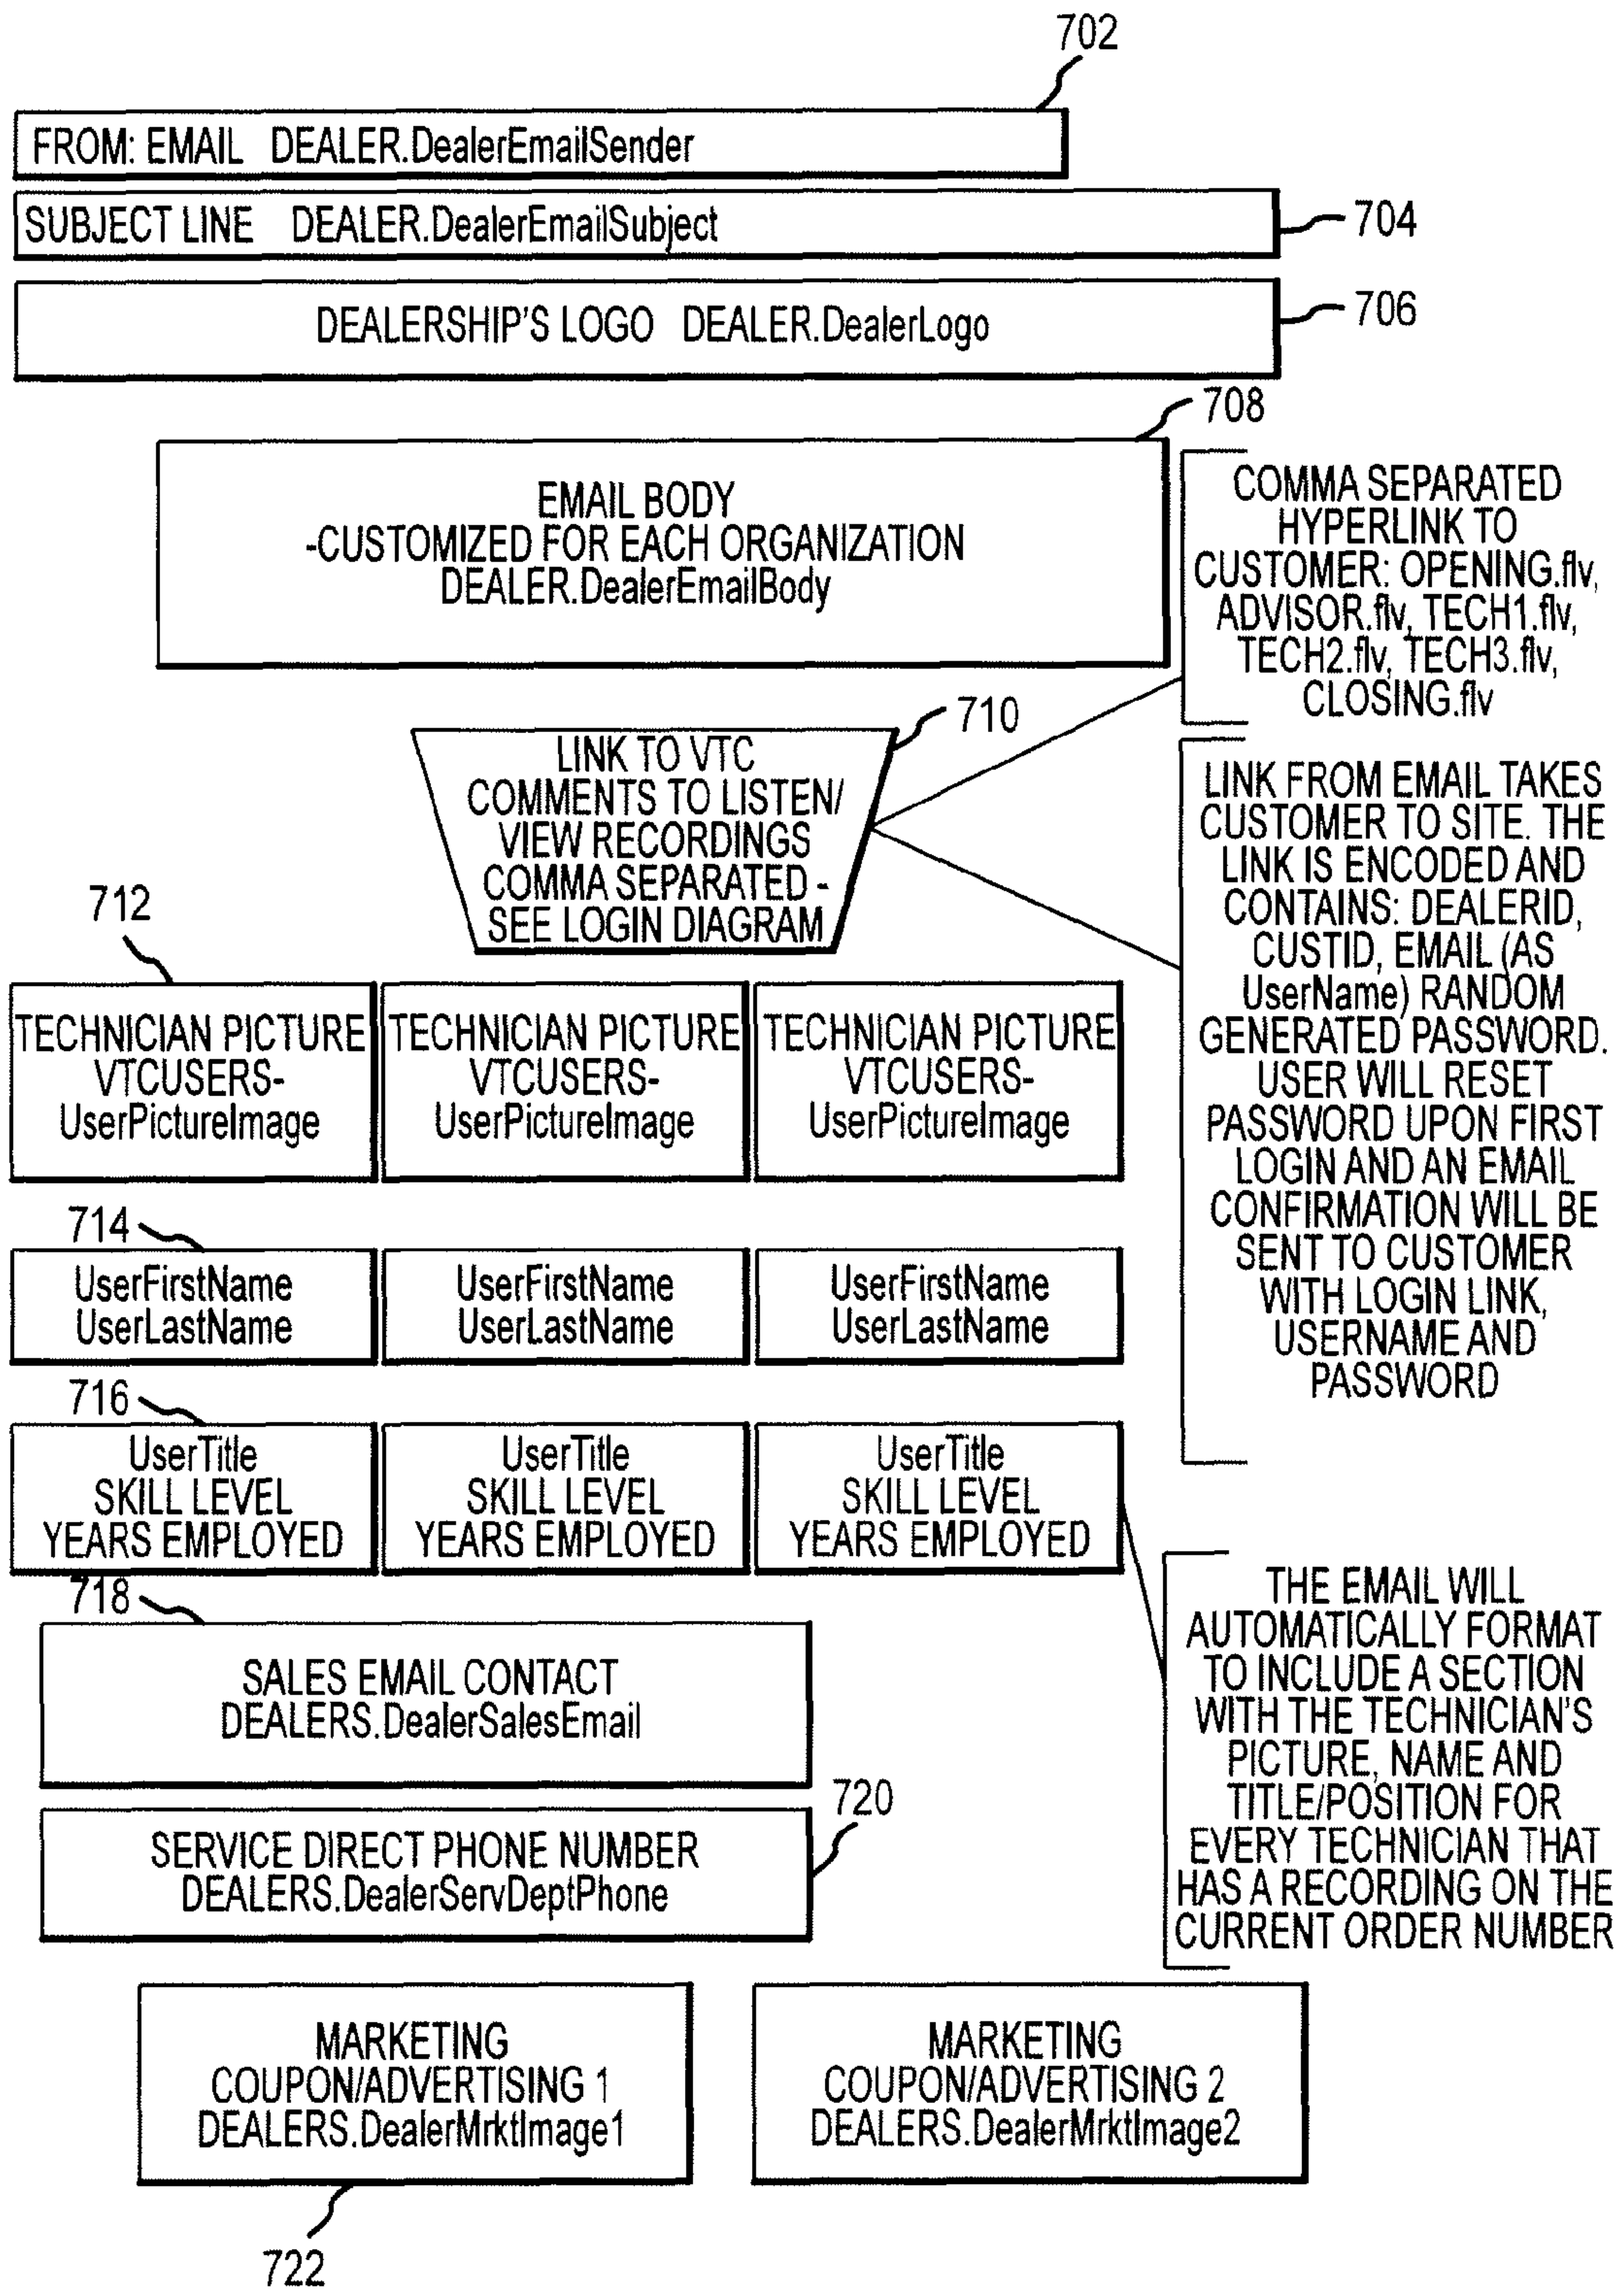 702
FROM: EMAIL DEALER.DealerEmailSender
SUBJECT LINE DEALER.DealerEmailSubject
704
DEALERSHIP'S LOGO DEALER.DealerLogo
706
708
EMAIL BODY
-CUSTOMIZED FOR EACH ORGANIZATION
DEALER.DealerEmailBody
COMMA SEPARATED
HYPERLINK TO
CUSTOMER: OPENING.flv,
ADVISOR.flv, TECH1.flv,
TECH2.flv, TECH3.flv,
CLOSING.flv
710
LINK TO VTC
COMMENTS TO LISTEN/
VIEW RECORDINGS
COMMA SEPARATED -
SEE LOGIN DIAGRAM
LINK FROM EMAIL TAKES
CUSTOMER TO SITE. THE
LINK IS ENCODED AND
CONTAINS: DEALERID,
CUSTID, EMAIL (AS
UserName) RANDOM
GENERATED PASSWORD.
USER WILL RESET
PASSWORD UPON FIRST
LOGIN AND AN EMAIL
CONFIRMATION WILL BE
SENT TO CUSTOMER
WITH LOGIN LINK,
USERNAME AND
PASSWORD
712
TECHNICIAN PICTURE
VTCUSERS-
UserPictureImage
TECHNICIAN PICTURE
VTCUSERS-
UserPictureImage
TECHNICIAN PICTURE
VTCUSERS-
UserPictureImage
714
UserFirstName
UserLastName
UserFirstName
UserLastName
UserFirstName
UserLastName
716
UserTitle
SKILL LEVEL
YEARS EMPLOYED
UserTitle
SKILL LEVEL
YEARS EMPLOYED
UserTitle
SKILL LEVEL
YEARS EMPLOYED
THE EMAIL WILL
AUTOMATICALLY FORMAT
TO INCLUDE A SECTION
WITH THE TECHNICIAN'S
PICTURE, NAME AND
TITLE/POSITION FOR
EVERY TECHNICIAN THAT
HAS A RECORDING ON THE
CURRENT ORDER NUMBER
718
SALES EMAIL CONTACT
DEALERS.DealerSalesEmail
720
SERVICE DIRECT PHONE NUMBER
DEALERS.DealerServDeptPhone
MARKETING
COUPON/ADVERTISING 1
DEALERS.DealerMrktImage1
MARKETING
COUPON/ADVERTISING 2
DEALERS.DealerMrktImage2
722